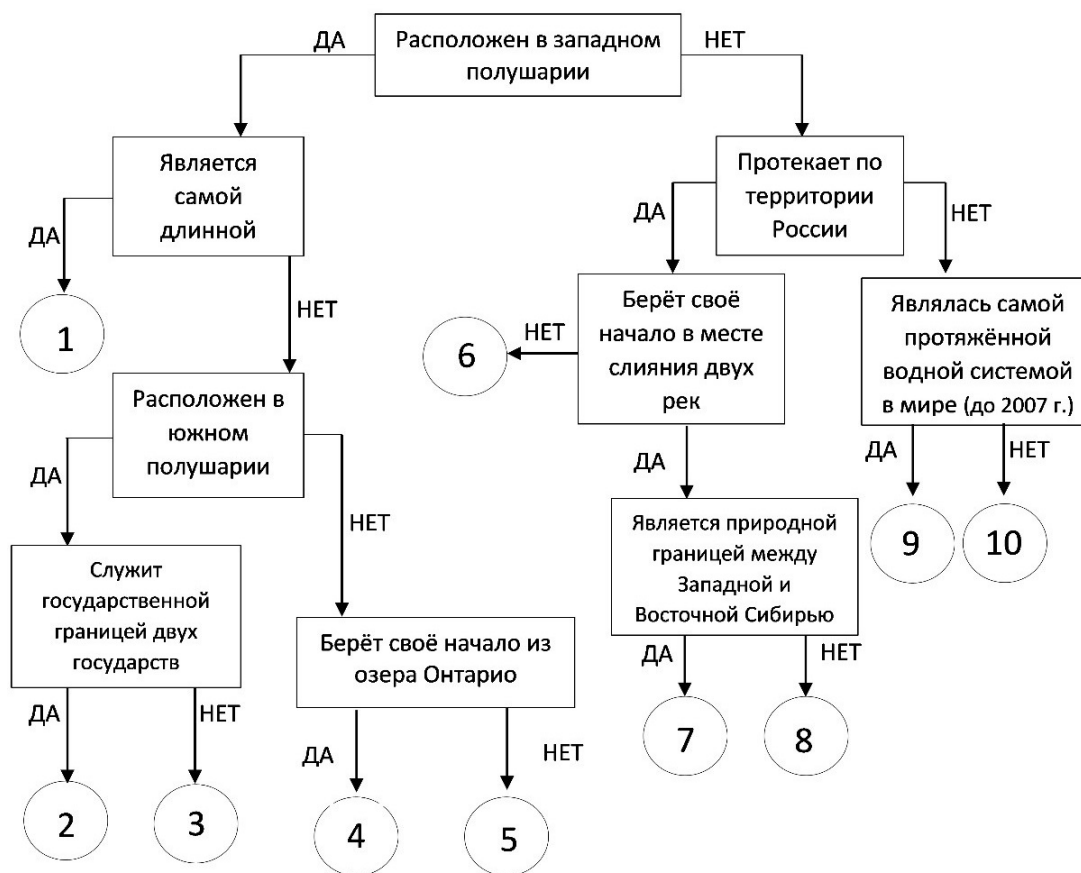 ДА
Расположен в западном
полушарии
НЕТ
Является
самой
длинной
Протекает по
территории
России
ДА
НЕТ
ДА
НЕТ
1
Расположен в
южном
полушарии
6
НЕТ
Берёт своё
начало в месте
слияния двух
рек
Являлась самой
протяжённой
водной системой
в мире (до 2007 г.)
ДА
НЕТ
ДА
ДА
НЕТ
9
10
Служит
государственной
границей двух
государств
Берёт своё начало из
озера Онтарио
Является природной
границей между
Западной и
Восточной Сибирью
ДА
НЕТ
ДА
НЕТ
ДА
НЕТ
7
8
2
3
4
5